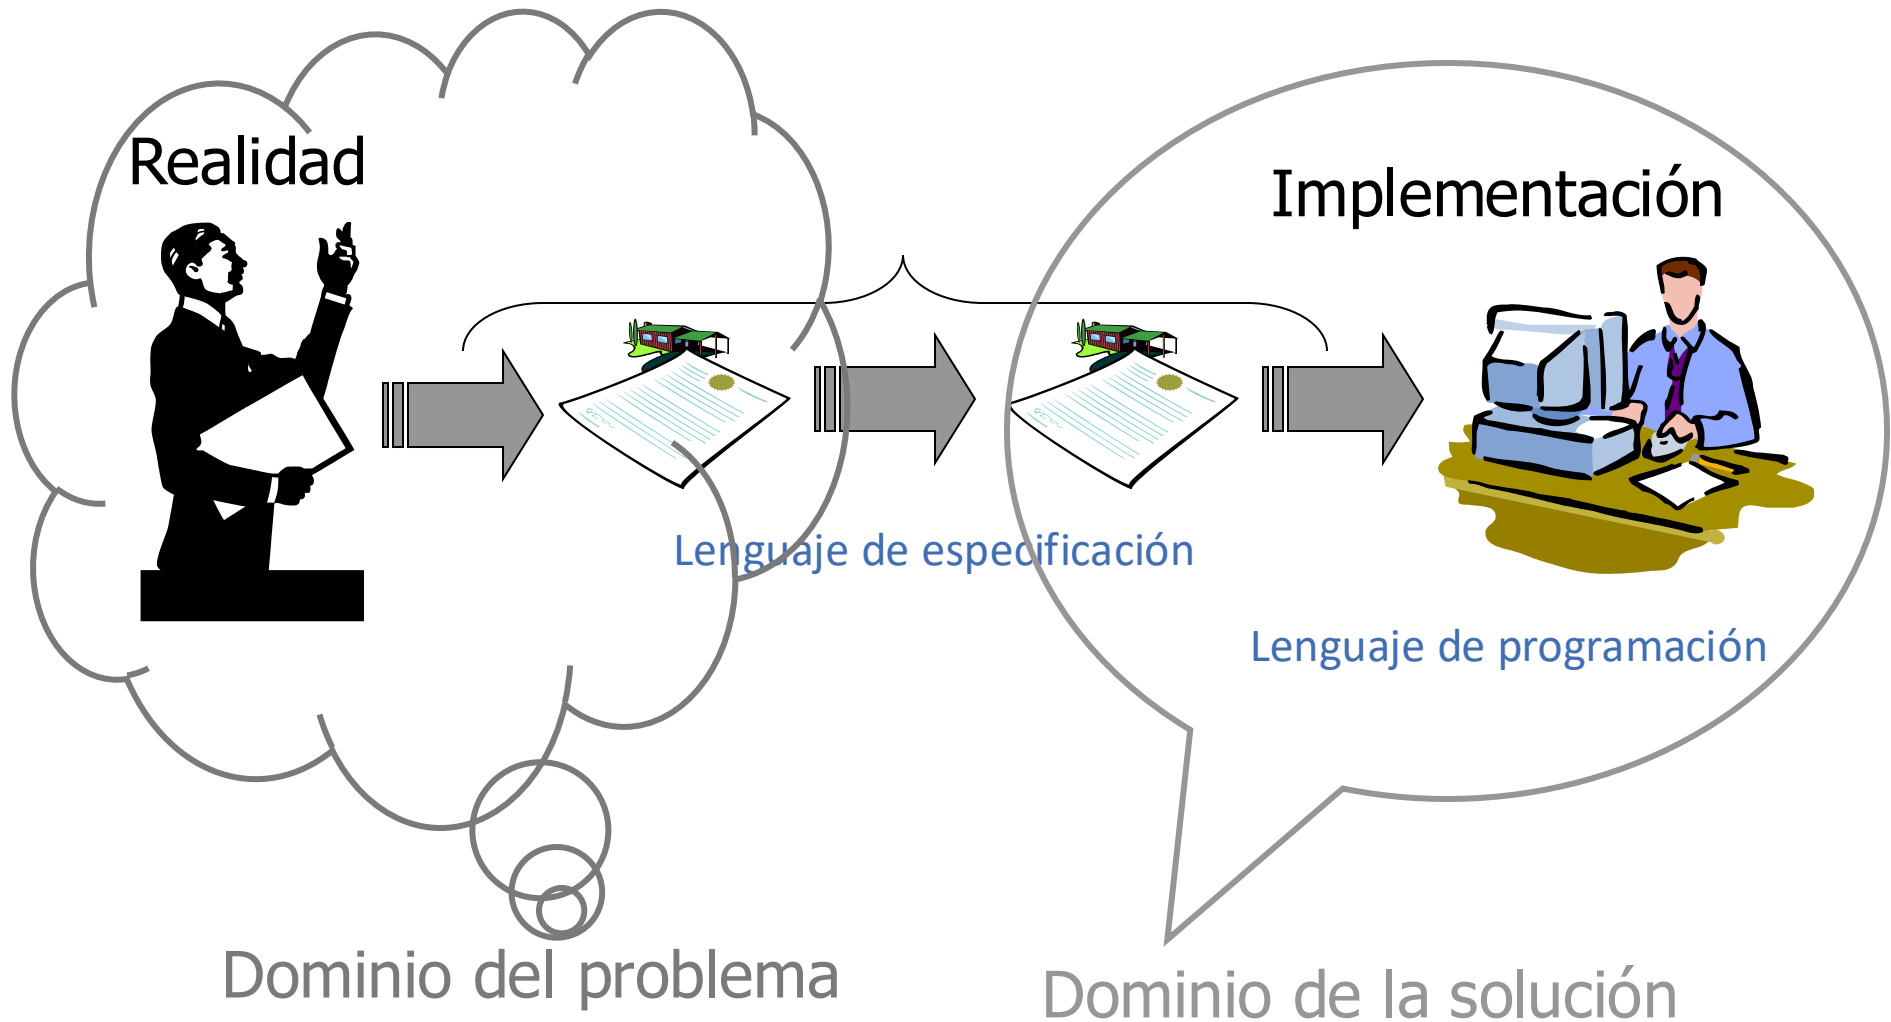 Realidad
Implementación
Lenguaje de especificación
Lenguaje de programación
Dominio del problema
Dominio de la solución